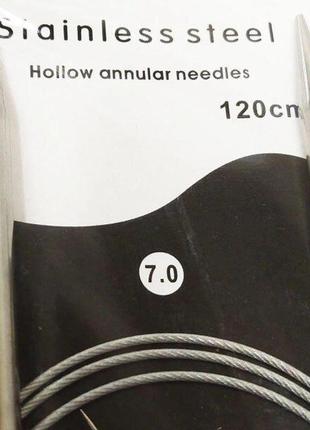 Stainless steel
Hollow annular needles
120cm
7.0